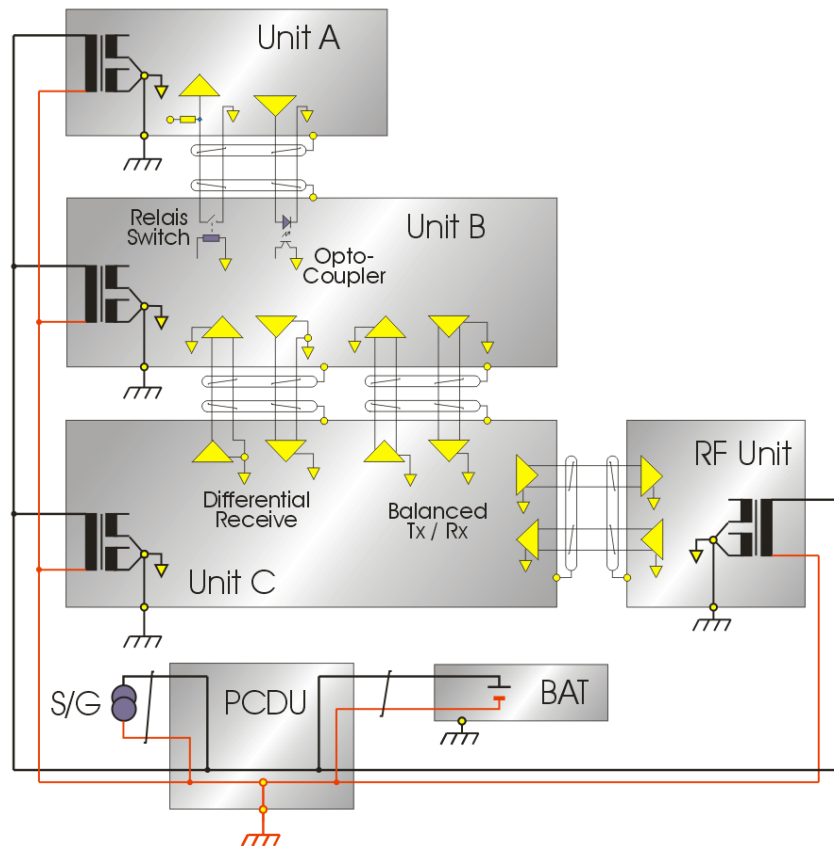 Unit A
Relais
Switch
Unit B
Opto-
Coupler
RF Unit
Differential
Receive
Balanced
Tx / Rx
Unit C
S/G
PCDU
BAT